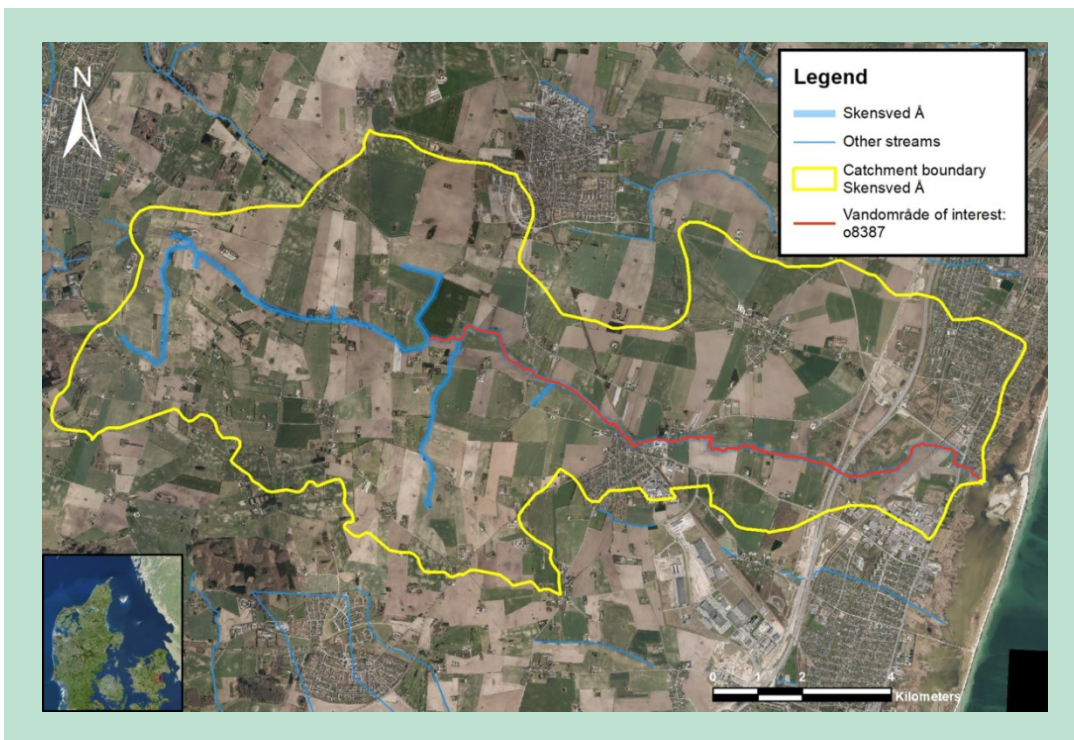 N
Legend
Skensved Å
Other streams
Catchment boundary
Skensved Å
Vandområde of interest:
o8387
0 1 2 4
Kilometers